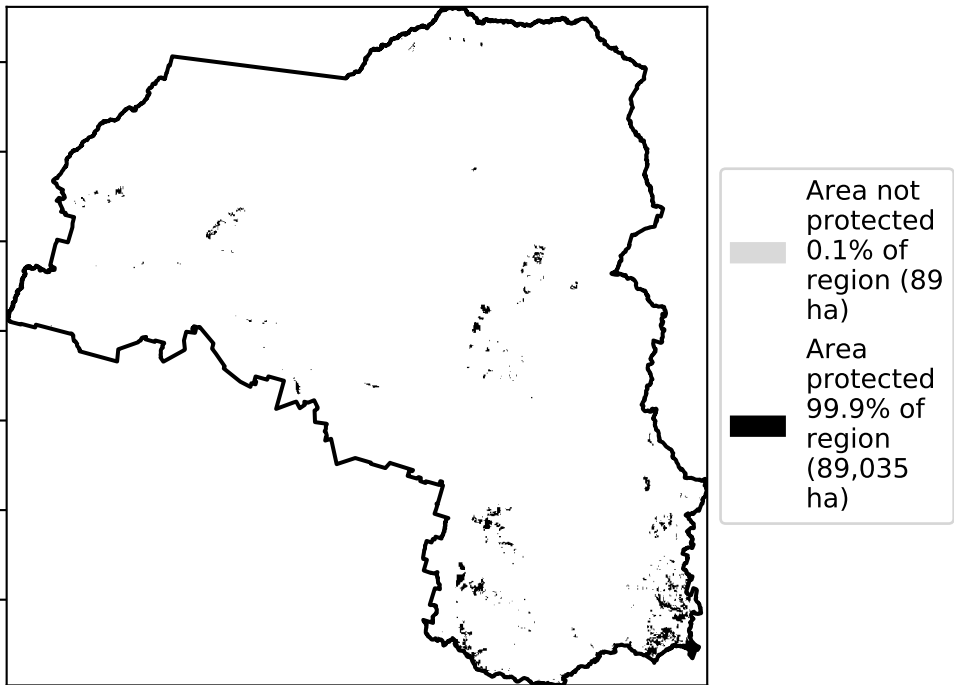 Area not
protected
0.1% of
region (89
ha)
Area
protected
99.9% of
region
(89,035
ha)